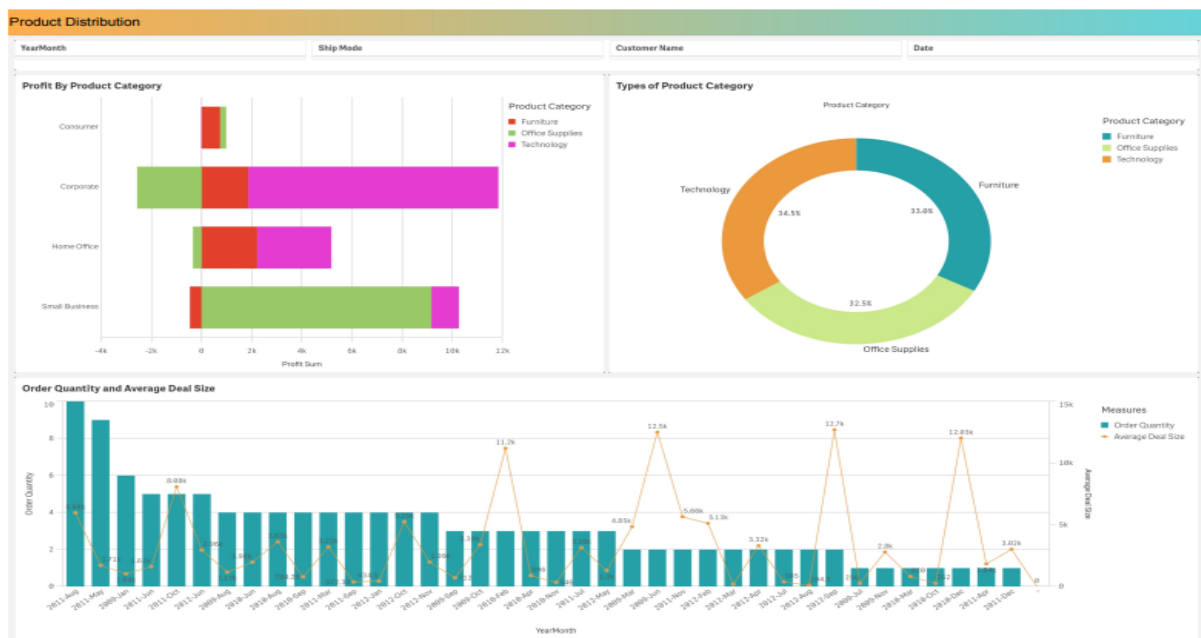 Product Distribution
YearMonth
Ship Mode
Customer Name
Date
Profit By Product Category
Product Category
Furniture
Office Supplies
Technology
Consumer
Corporate
Home Office
Small Business
-4k -2k 0 2k 4k 6k 8k 10k 12k
Profit Sum
Types of Product Category
Product Category
Product Category
Furniture
Office Supplies
Technology
Technology
Furniture
34.5%
33.0%
32.5%
Office Supplies
Order Quantity and Average Deal Size
Measures
Order Quantity
Average Deal Size
10
8
6
4
2
0
Order Quantity
15k
10k
5k
0
Average Deal Size
11.2k
12.5k
12.7k
12.03k
4.85k
5.13k
3.32k
2.8k
3.02k
0
2011-Aug 2011-May 2009-Jan 2011-Jun 2011-Oct 2012-Jun 2009-Aug 2010-Jun 2010-Aug 2010-Sep 2011-Mar 2011-Sep 2012-Jan 2012-Oct 2012-Nov 2009-Sep 2009-Oct 2010-Feb 2010-Apr 2010-Nov 2011-Jul 2012-May 2009-Mar 2009-Jun 2011-Nov 2012-Feb 2012-Mar 2012-Apr 2012-Jul 2012-Aug 2012-Sep 2009-Jul 2009-Nov 2010-Mar 2010-Oct 2010-Dec 2011-Apr 2011-Dec -
YearMonth